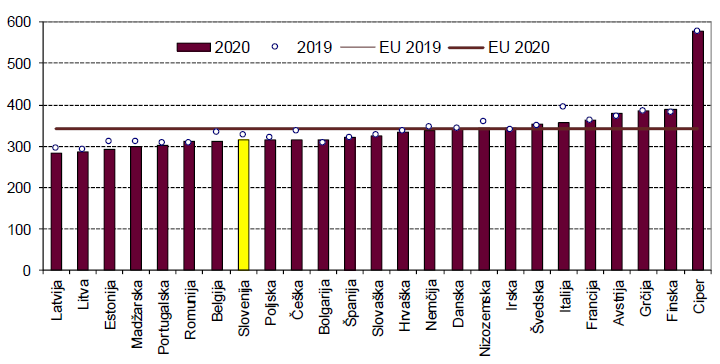 600
500
400
300
200
100
0
2020 2019 EU 2019 EU 2020
Latvija
Litva
Estonija
Madžarska
Portugalska
Romunija
Belgija
Slovenija
Poljska
Češka
Bolgarija
Španija
Slovaška
Hrvaška
Nemčija
Danska
Nizozemska
Irska
Švedska
Italija
Francija
Avstrija
Grčija
Finska
Ciper